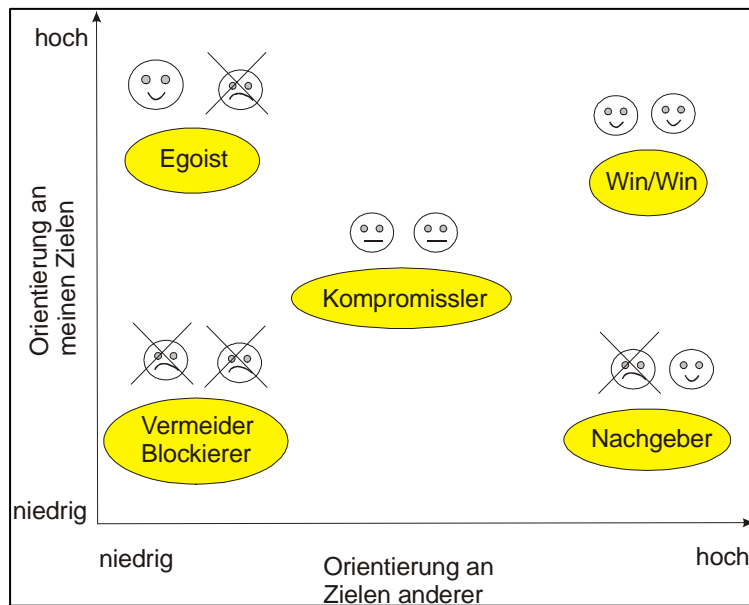 hoch
Egoist
Win/Win
Orientierung an
meinen Zielen
Kompromissler
Vermeider
Blockierer
Nachgeber
niedrig
niedrig
hoch
Orientierung an
Zielen anderer